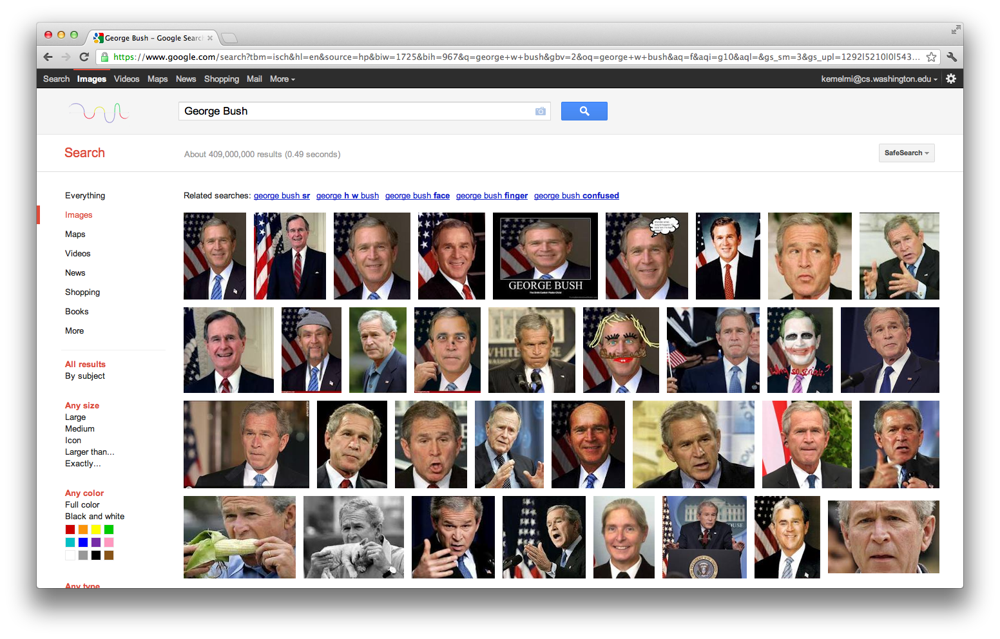 George Bush – Google Search
https://www.google.com/search?tbm=isch&hl=en&source=hp&biw=1725&bih=967&q=george+w+bush&gbv=2&oq=george+w+bush&aq=f&aqi=g10&aql=&gs_sm=3&gs_upl=1292l5210l0l543...
Search Images Videos Maps News Shopping Mail More
kemelmi@cs.washington.edu
George Bush
Search
About 409,000,000 results (0.49 seconds)
SafeSearch
Everything
Images
Maps
Videos
News
Shopping
Books
More
All results
By subject
Any size
Large
Medium
Icon
Larger than...
Exactly...
Any color
Full color
Black and white
Any type
Related searches: george bush sr george h w bush george bush face george bush finger george bush confused
GEORGE BUSH
WHITE HOUSE
Why so serious?